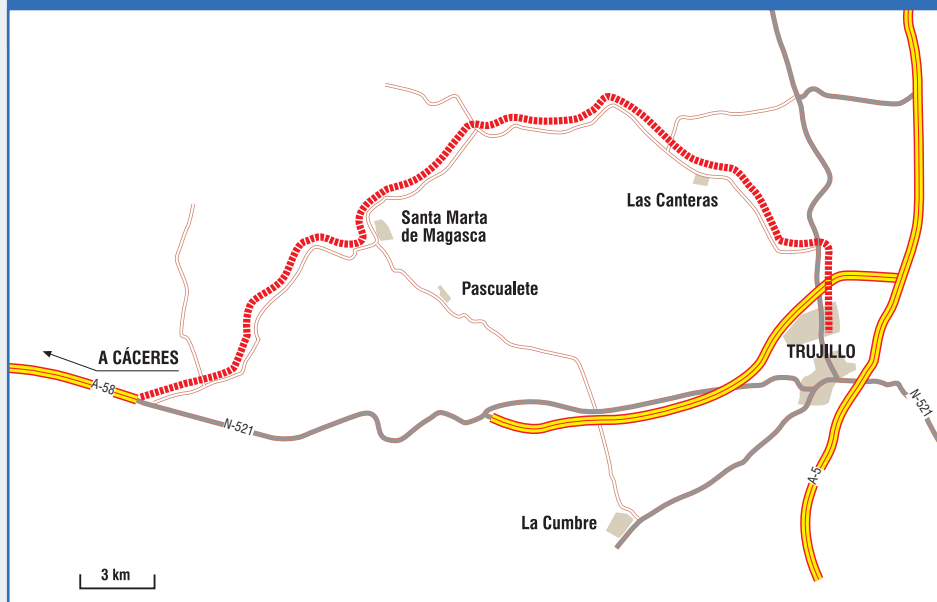 Las Canteras
Santa Marta
de Magasca
Pascualete
A CÁCERES
TRUJILLO
A-58
N-521
N-521
A-5
La Cumbre
3 km